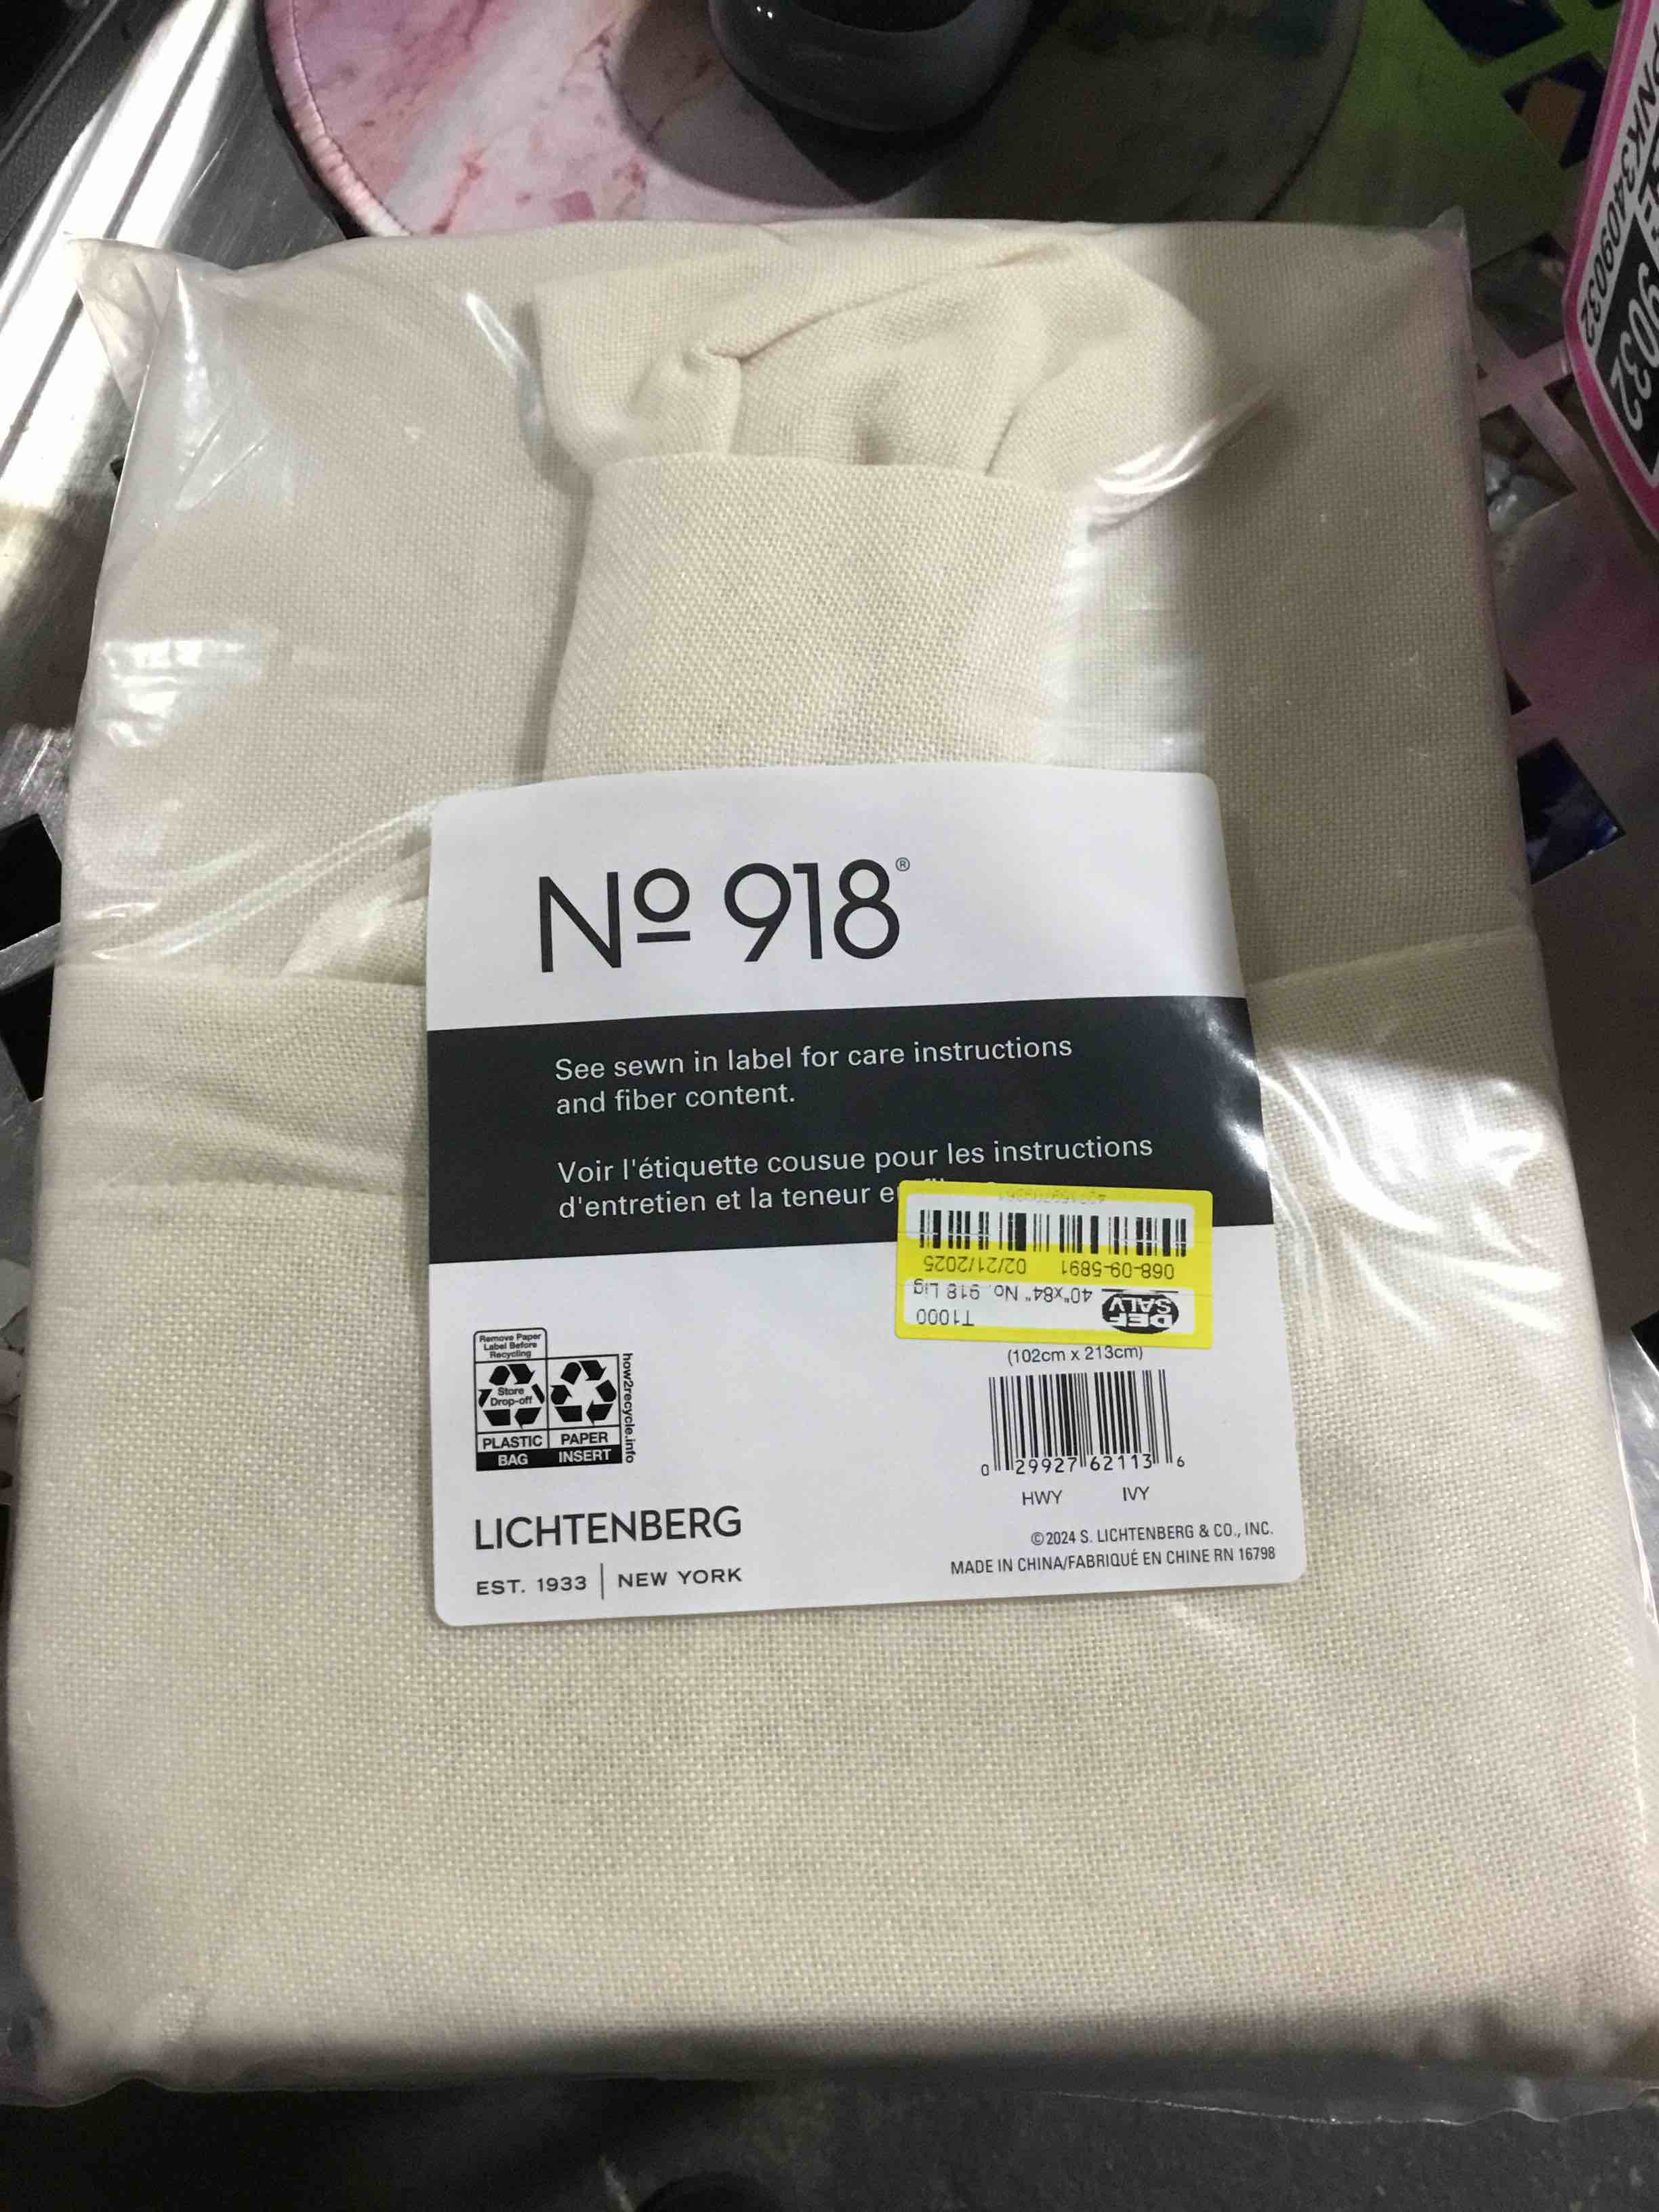 No 918®
See sewn in label for care instructions
and fiber content.
Voir l'étiquette cousue pour les instructions
d'entretien et la teneur
068-09-5891 02/21/2025
DEF
SALV
40"x84" No. 918 Lig
T1000
(102cm x 213cm)
0 29927 62113 6
HWY IVY
Remove Paper
Label Before
Recycling
Store
Drop-off
PLASTIC
BAG
PAPER
INSERT
how2recycle.info
LICHTENBERG
EST. 1933 | NEW YORK
©2024 S. LICHTENBERG & CO., INC.
MADE IN CHINA/FABRIQUÉ EN CHINE RN 16798
PNK3409032
9032